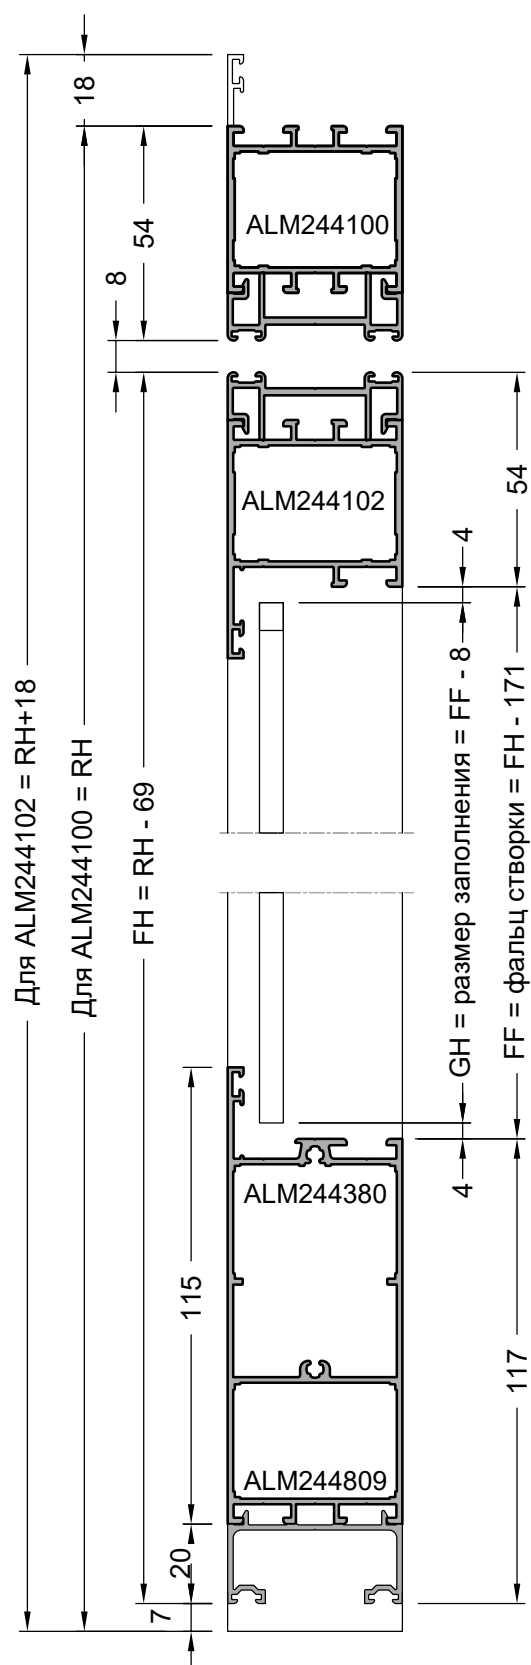 18
ALM244100
54
8
ALM244102
54
4
Для ALM244102 = RH+18
Для ALM244100 = RH
FH = RH - 69
GH = размер заполнения = FF - 8
FF = фальц створки = FH - 171
4
ALM244380
115
117
ALM244809
20
7